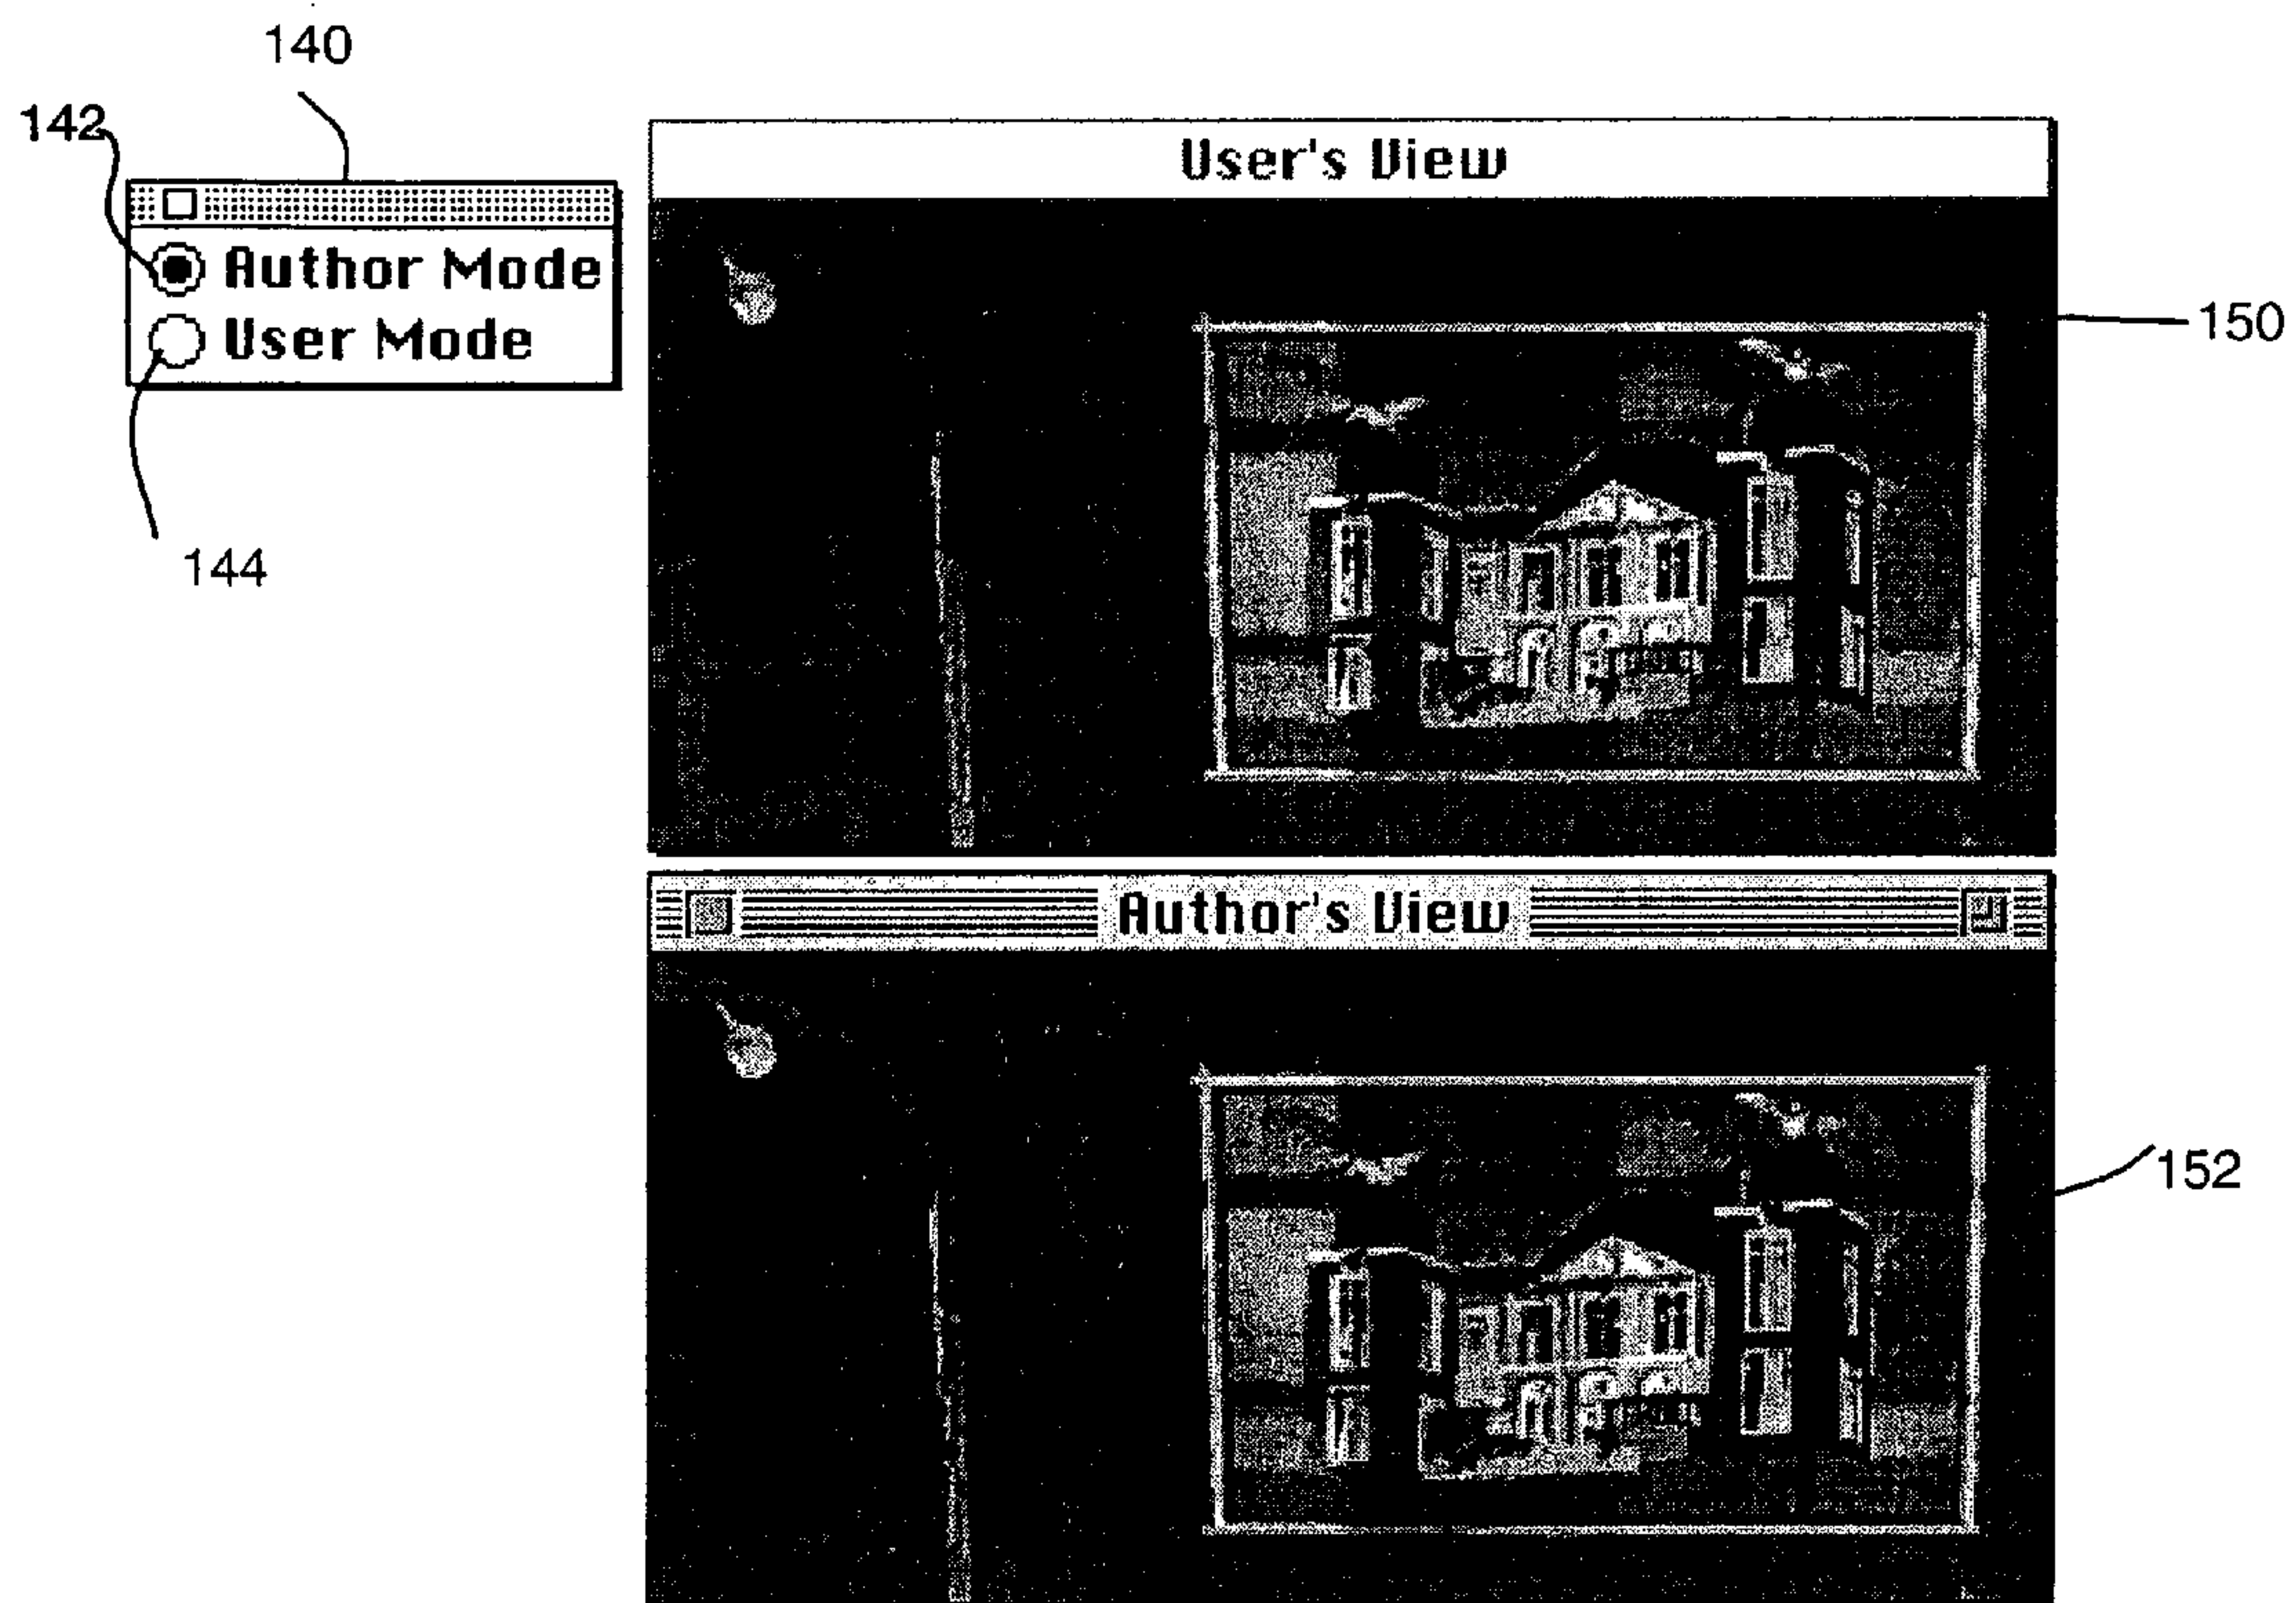 140
142
Author Mode
User Mode
144
User's View
150
Author's View
152